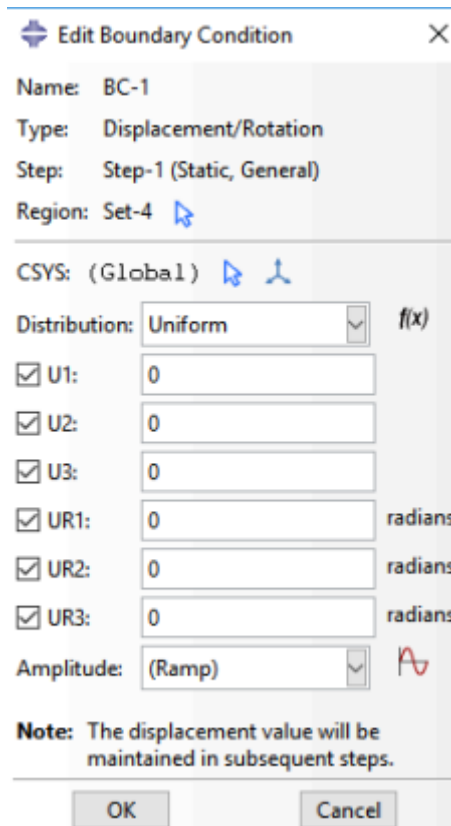 Edit Boundary Condition
Name: BC-1
Type: Displacement/Rotation
Step: Step-1 (Static, General)
Region: Set-4
CSYS: (Global)
Distribution: Uniform f(x)
U1: 0
U2: 0
U3: 0
UR1: 0 radians
UR2: 0 radians
UR3: 0 radians
Amplitude: (Ramp)
Note: The displacement value will be
maintained in subsequent steps.
OK Cancel